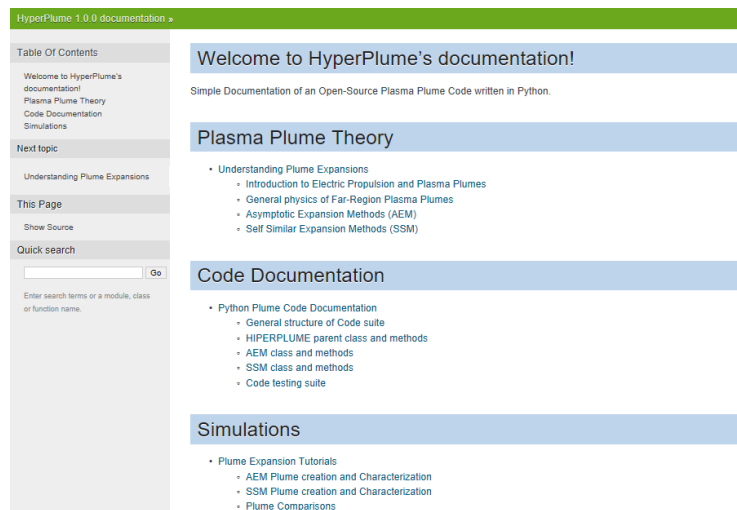 HyperPlume 1.0.0 documentation »
Table Of Contents
Welcome to HyperPlume's
documentation!
Plasma Plume Theory
Code Documentation
Simulations
Next topic
Understanding Plume Expansions
This Page
Show Source
Quick search
Go
Enter search terms or a module, class
or function name.
Welcome to HyperPlume's documentation!
Simple Documentation of an Open-Source Plasma Plume Code written in Python.
Plasma Plume Theory
• Understanding Plume Expansions
◦ Introduction to Electric Propulsion and Plasma Plumes
◦ General physics of Far-Region Plasma Plumes
◦ Asymptotic Expansion Methods (AEM)
◦ Self Similar Expansion Methods (SSM)
Code Documentation
• Python Plume Code Documentation
◦ General structure of Code suite
◦ HIPERPLUME parent class and methods
◦ AEM class and methods
◦ SSM class and methods
◦ Code testing suite
Simulations
• Plume Expansion Tutorials
◦ AEM Plume creation and Characterization
◦ SSM Plume creation and Characterization
◦ Plume Comparisons